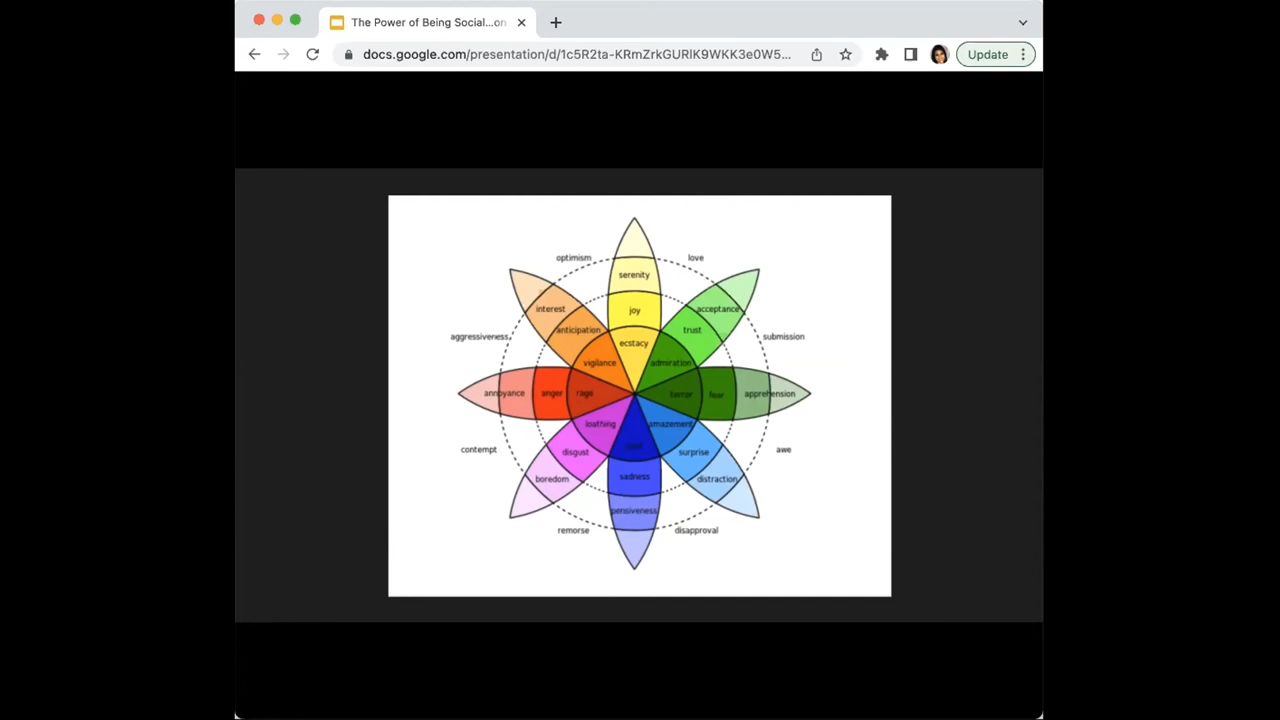 The Power of Being Social...on
docs.google.com/presentation/d/1c5R2ta-KRmZrkGURlK9WKK3e0W5...
Update
optimism
love
serenity
interest
joy
acceptance
anticipation
trust
aggressiveness
submission
ecstacy
vigilance
admiration
annoyance
anger
rage
terror
fear
apprehension
loathing
amazement
contempt
disgust
surprise
awe
boredom
sadness
distraction
pensiveness
remorse
disapproval